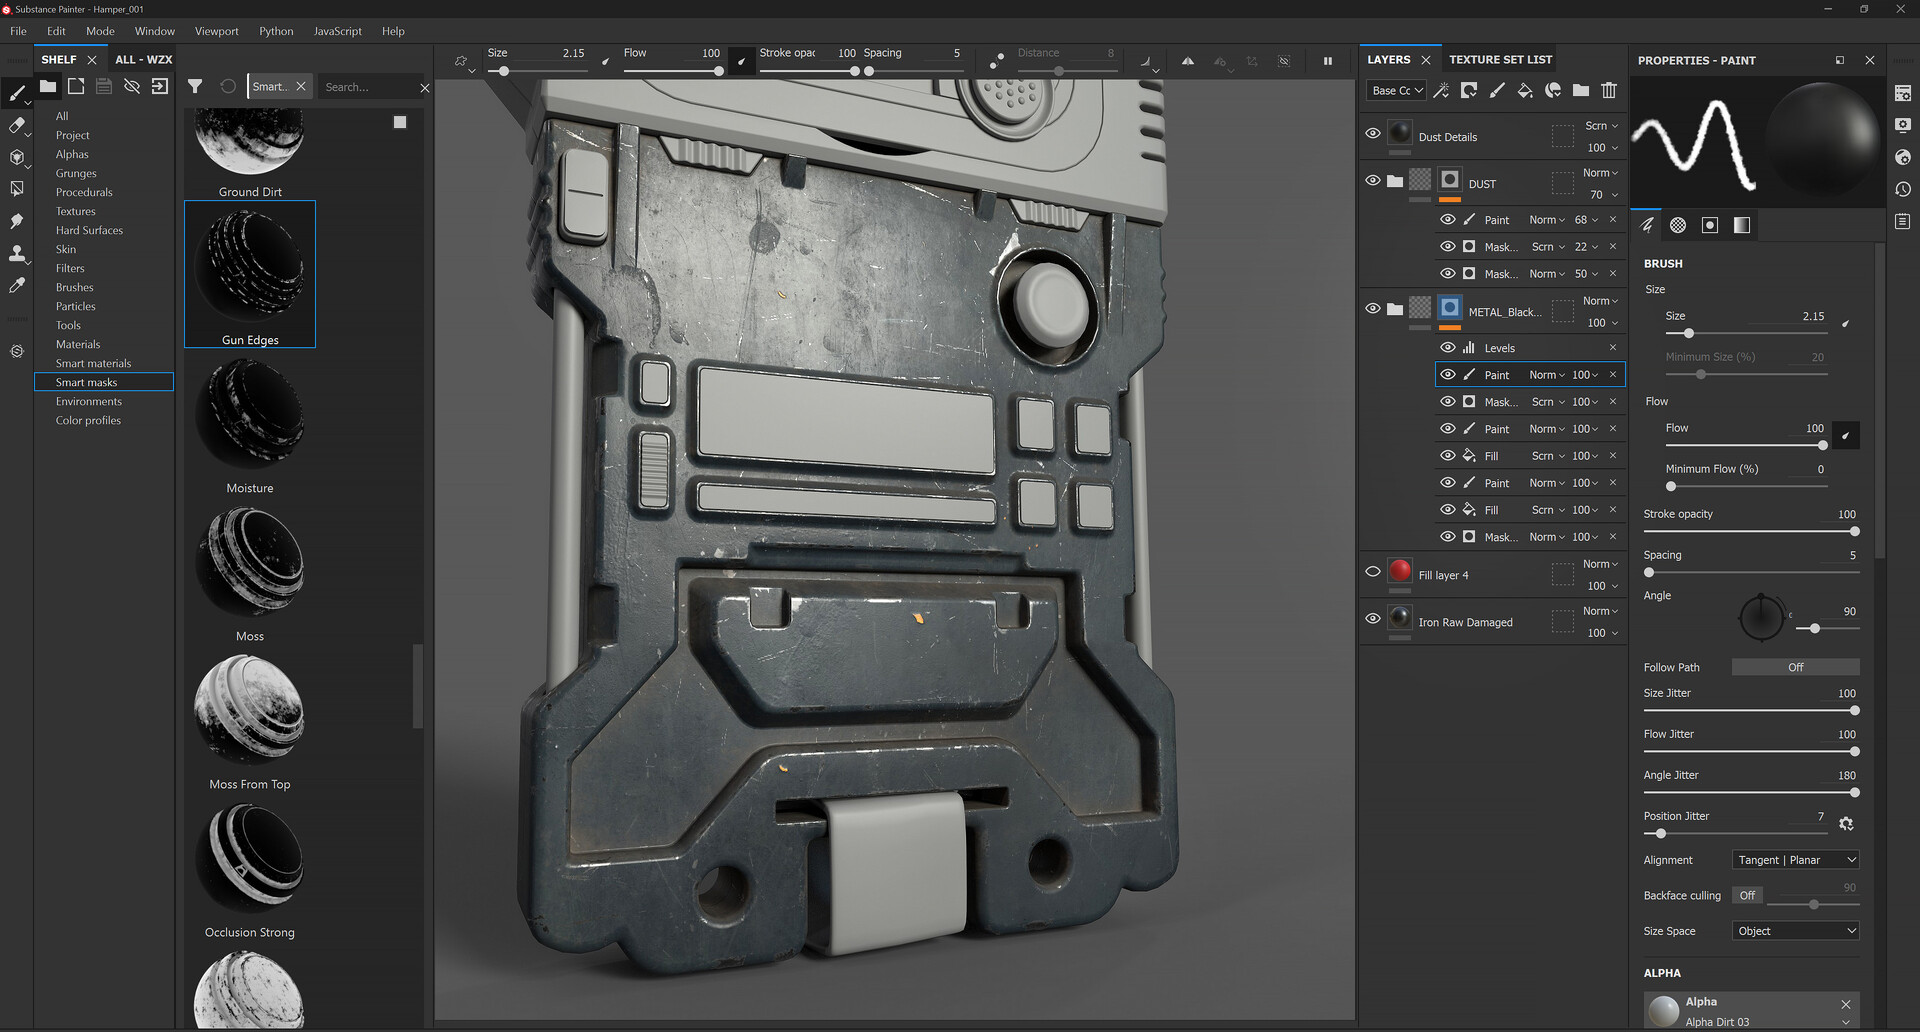 Substance Painter - Hamper_001
File Edit Mode Window Viewport Python JavaScript Help
SHELF
ALL - WZX
Smart...
Search...
All
Project
Alphas
Grunges
Procedurals
Textures
Hard Surfaces
Skin
Filters
Brushes
Particles
Tools
Materials
Smart materials
Smart masks
Environments
Color profiles
Ground Dirt
Gun Edges
Moisture
Moss
Moss From Top
Occlusion Strong
Size 2.15
Flow 100
Stroke opac 100
Spacing 5
Distance 8
LAYERS
TEXTURE SET LIST
Base Cc
Dust Details Scrn 100
DUST Norm 70
Paint Norm 68
Mask... Scrn 22
Mask... Norm 50
METAL_Black... Norm 100
Levels
Paint Norm 100
Mask... Scrn 100
Paint Norm 100
Fill Scrn 100
Paint Norm 100
Fill Scrn 100
Mask... Norm 100
Fill layer 4 Norm 100
Iron Raw Damaged Norm 100
PROPERTIES - PAINT
BRUSH
Size
Size 2.15
Minimum Size (%) 20
Flow
Flow 100
Minimum Flow (%) 0
Stroke opacity 100
Spacing 5
Angle
90
Follow Path Off
Size Jitter 100
Flow Jitter 100
Angle Jitter 180
Position Jitter 7
Alignment Tangent | Planar
Backface culling Off 90
Size Space Object
ALPHA
Alpha
Alpha Dirt 03